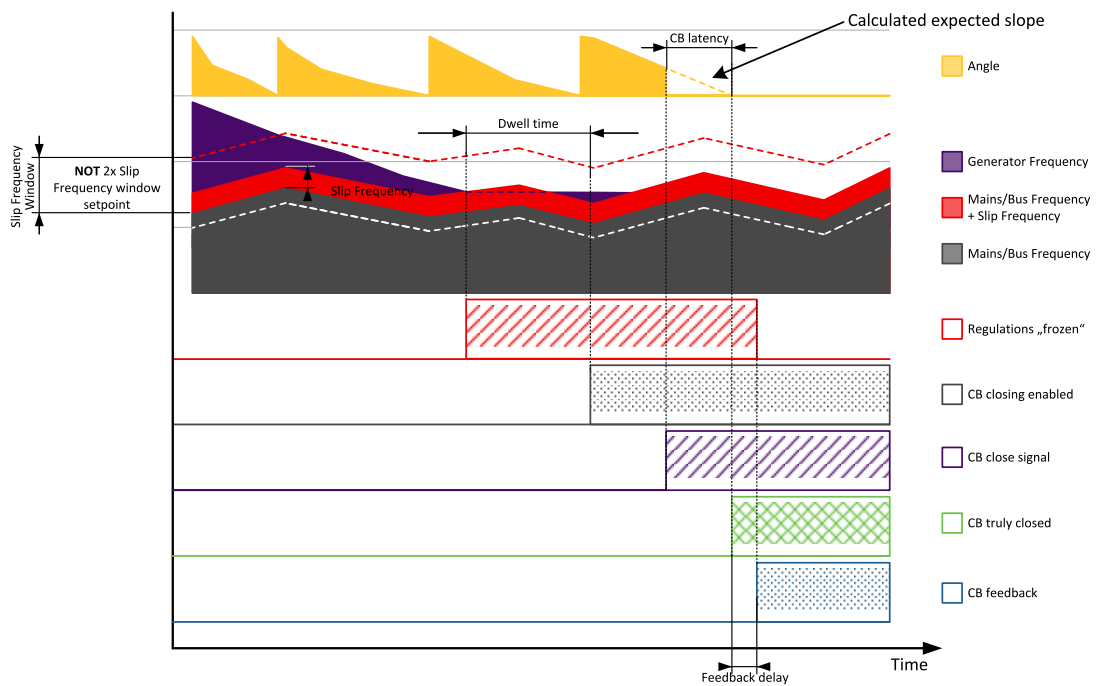 Calculated expected slope
CB latency
Angle
Dwell time
Slip Frequency
Window
NOT 2x Slip
Frequency window
setpoint
Slip Frequency
Generator Frequency
Mains/Bus Frequency
+ Slip Frequency
Mains/Bus Frequency
Regulations „frozen“
CB closing enabled
CB close signal
CB truly closed
CB feedback
Time
Feedback delay